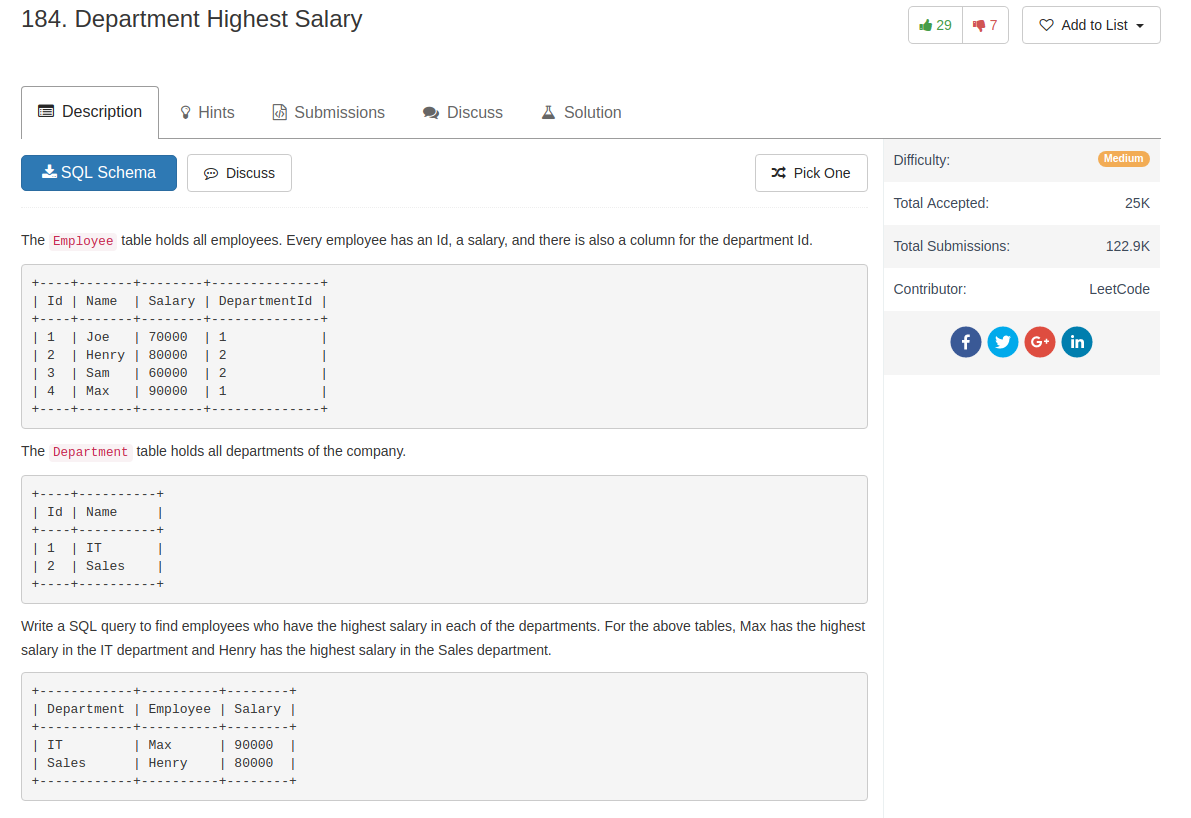 184. Department Highest Salary
29
7
Add to List
Description
Hints
Submissions
Discuss
Solution
SQL Schema
Discuss
Pick One
Difficulty:
Medium
Total Accepted:
25K
Total Submissions:
122.9K
Contributor:
LeetCode
The Employee table holds all employees. Every employee has an Id, a salary, and there is also a column for the department Id.
+----+-------+--------+--------------+
| Id | Name  | Salary | DepartmentId |
+----+-------+--------+--------------+
| 1  | Joe   | 70000  | 1            |
| 2  | Henry | 80000  | 2            |
| 3  | Sam   | 60000  | 2            |
| 4  | Max   | 90000  | 1            |
+----+-------+--------+--------------+
The Department table holds all departments of the company.
+----+----------+
| Id | Name     |
+----+----------+
| 1  | IT       |
| 2  | Sales    |
+----+----------+
Write a SQL query to find employees who have the highest salary in each of the departments. For the above tables, Max has the highest
salary in the IT department and Henry has the highest salary in the Sales department.
+------------+----------+--------+
| Department | Employee | Salary |
+------------+----------+--------+
| IT         | Max      | 90000  |
| Sales      | Henry    | 80000  |
+------------+----------+--------+